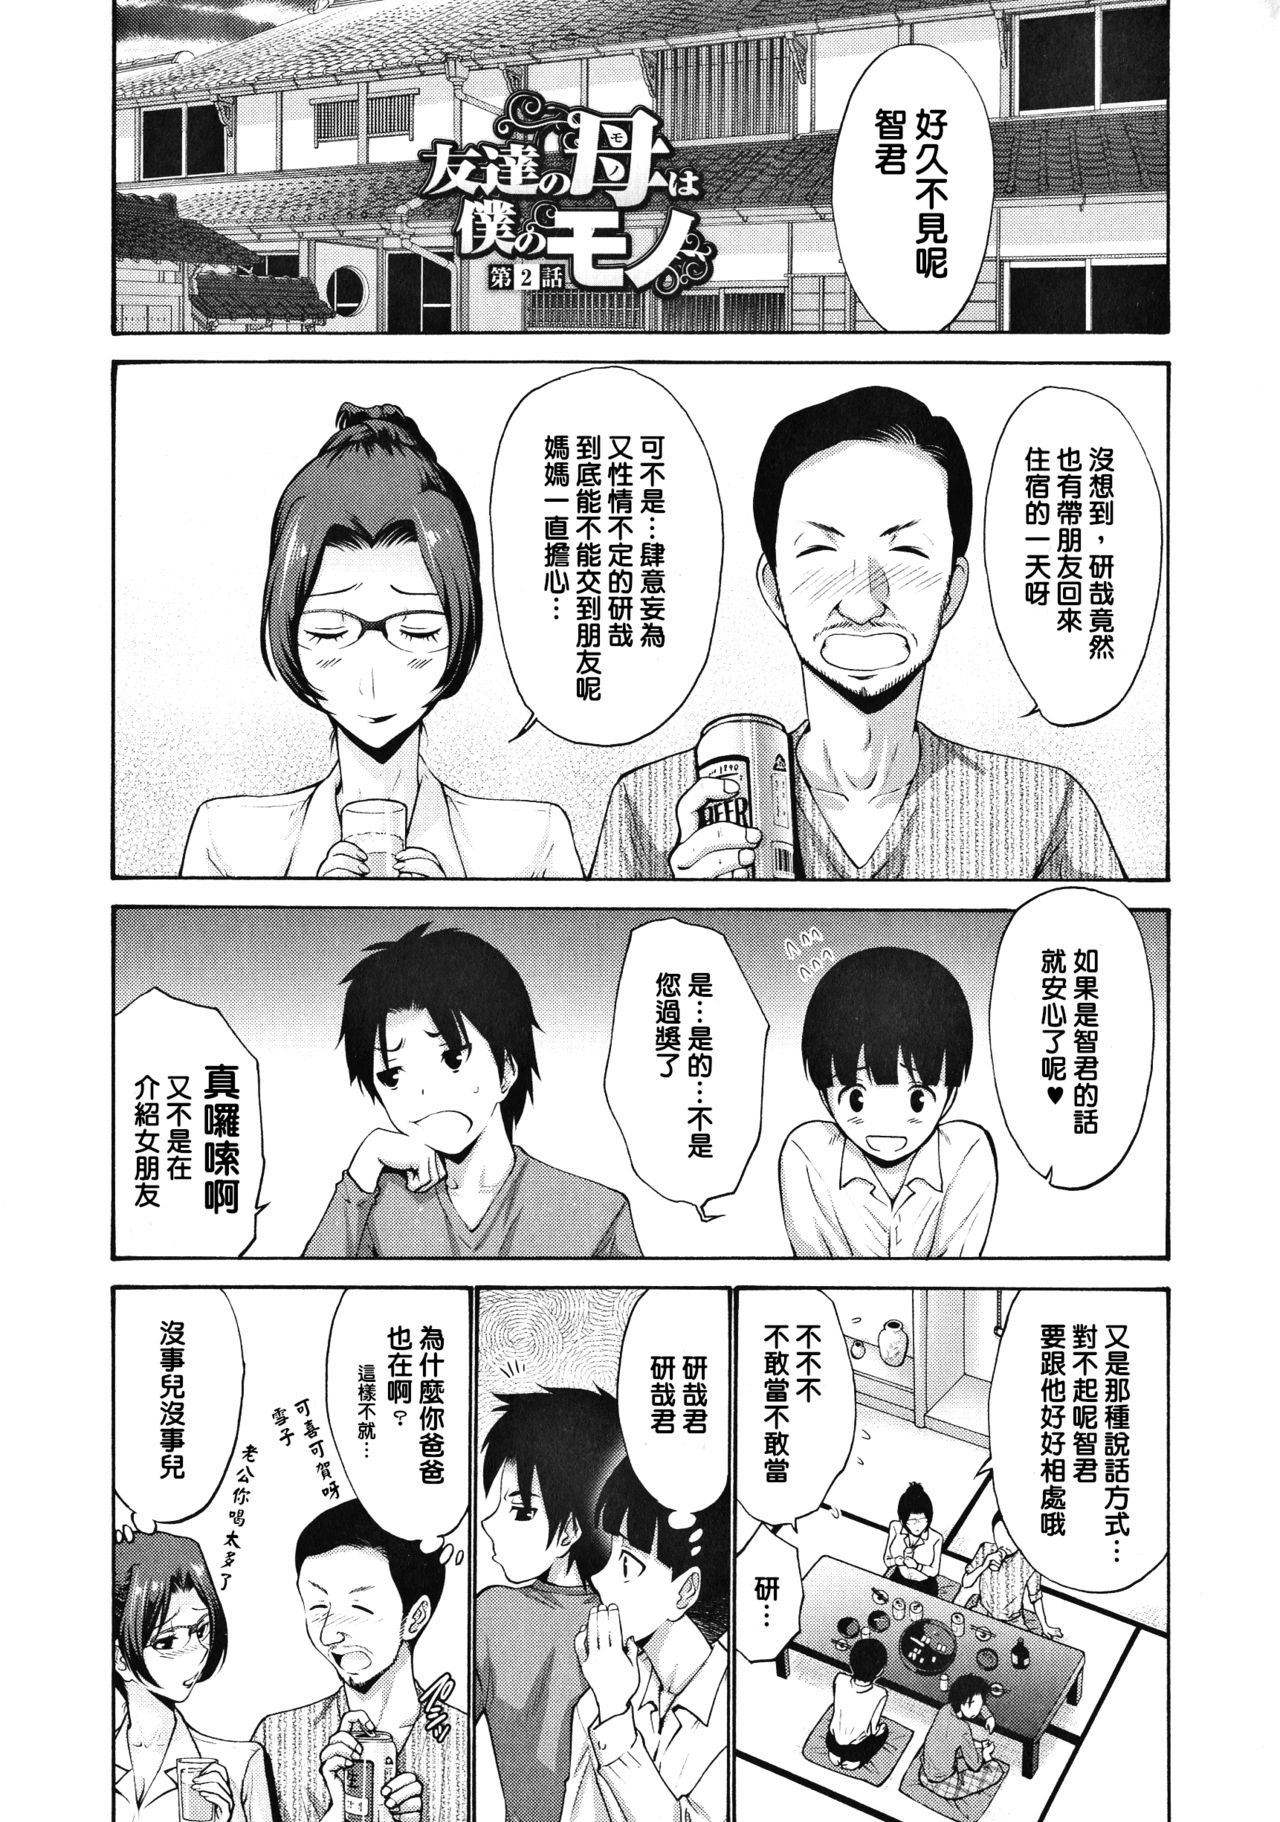 好久不見呢
智君
友達の母は
モノ
僕のモノ
第2話
沒想到，研哉竟然
也有帶朋友回來
住宿的一天呀
可不是…肆意妄為
又性情不定的研哉
到底能不能交到朋友呢
媽媽一直擔心…
1890
BEER
如果是智君的話
就安心了呢♥
是…是的…不是
您過獎了
真囉嗦啊
又不是在
介紹女朋友
又是那種說話方式…
對不起呢智君
要跟他好好相處哦
不不不
不敢當不敢當
研…
研哉君
研哉君
為什麼你爸爸
也在啊？
這樣不就…
可喜可賀呀
雪子
老公你喝太多了
沒事兒沒事兒
生